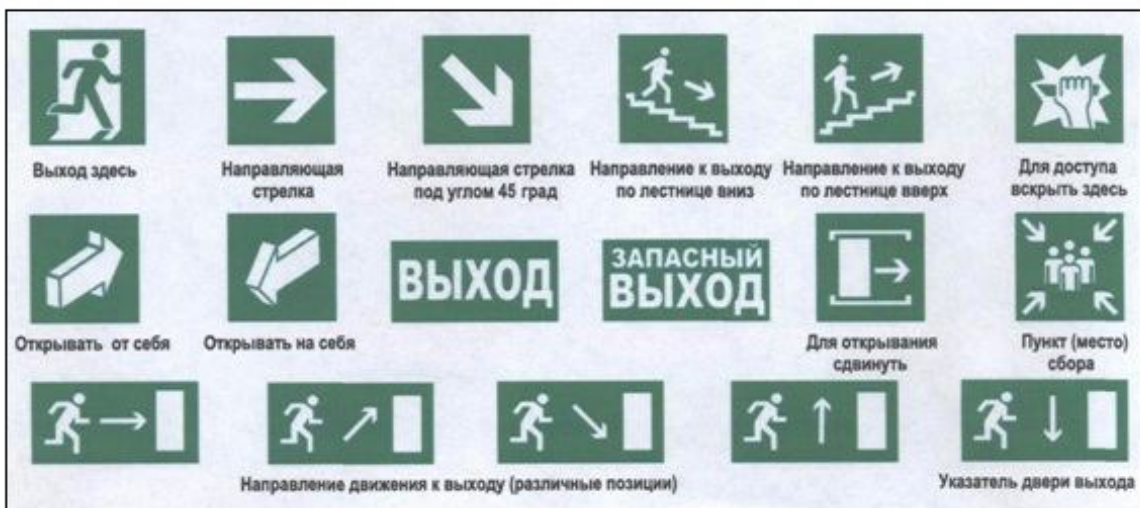 Выход здесь
Направляющая
стрелка
Направляющая стрелка
под углом 45 град
Направление к выходу
по лестнице вниз
Направление к выходу
по лестнице вверх
Для доступа
вскрыть здесь
ВЫХОД
ЗАПАСНЫЙ
ВЫХОД
Открывать от себя
Открывать на себя
Для открывания
сдвинуть
Пункт (место)
сбора
Направление движения к выходу (различные позиции)
Указатель двери выхода